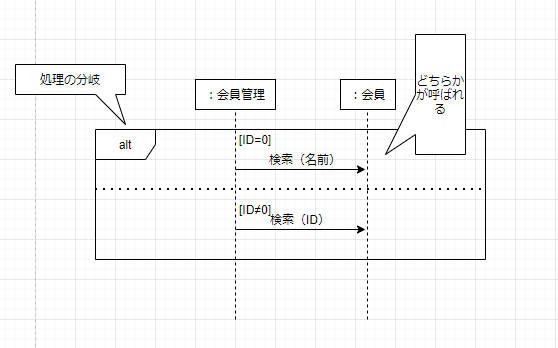 処理の分岐
：会員管理
：会員
どちらか
が呼ばれ
る
alt
[ID=0]
検索（名前）
[ID≠0]
検索（ID）